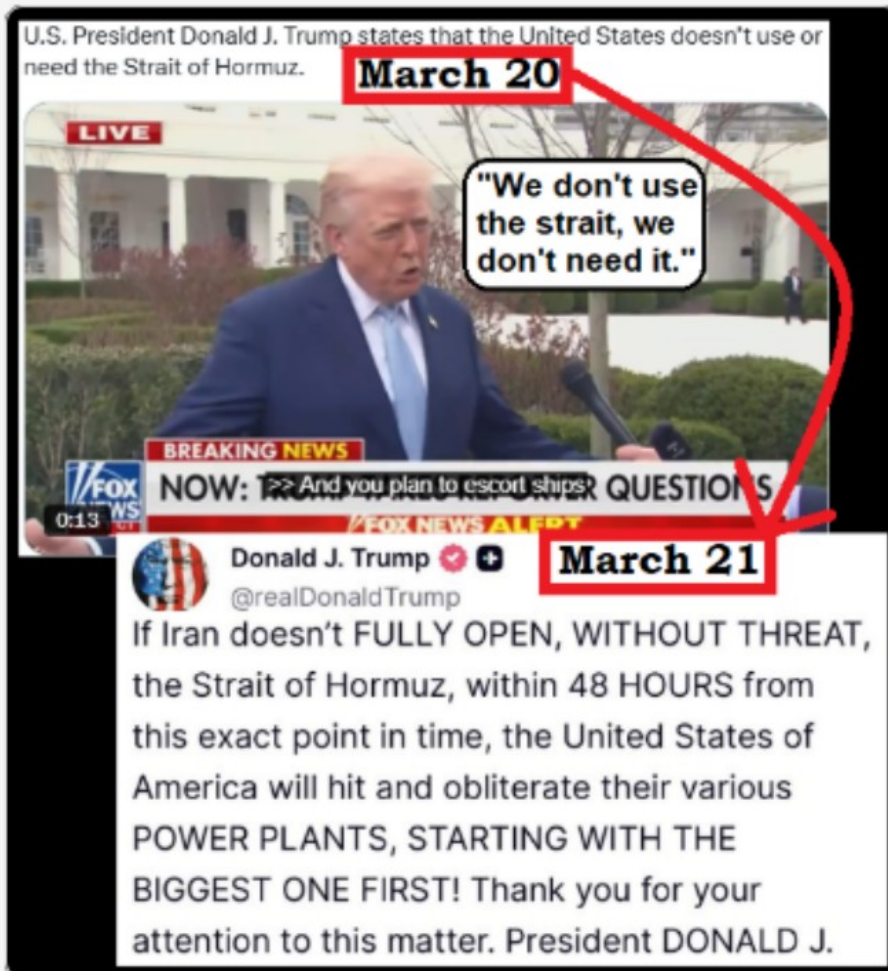 U.S. President Donald J. Trump states that the United States doesn't use or
need the Strait of Hormuz.
March 20
LIVE
"We don't use
the strait, we
don't need it."
BREAKING NEWS
FOX
NEWS
NOW: >> And you plan to escort ships QUESTIONS
0:13
FOX NEWS ALERT
Donald J. Trump
March 21
@realDonaldTrump
If Iran doesn't FULLY OPEN, WITHOUT THREAT,
the Strait of Hormuz, within 48 HOURS from
this exact point in time, the United States of
America will hit and obliterate their various
POWER PLANTS, STARTING WITH THE
BIGGEST ONE FIRST! Thank you for your
attention to this matter. President DONALD J.